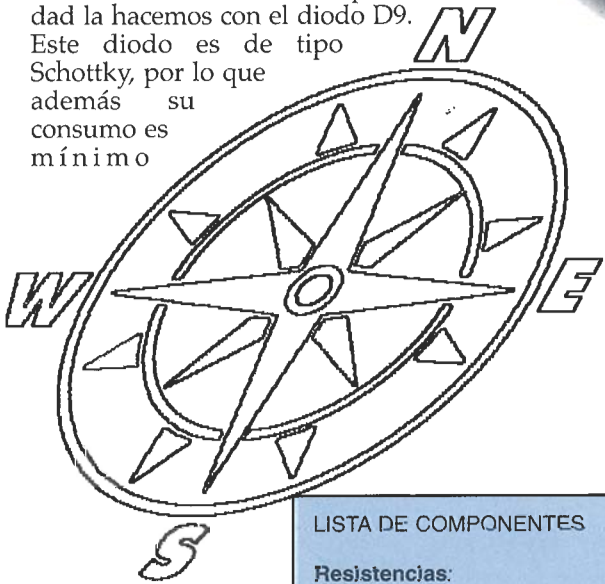 dad la hacemos con el diodo D9.
Este diodo es de tipo
Schottky, por lo que
además su
consumo es
mínimo
N
W
E
S
LISTA DE COMPONENTES
Resistencias: